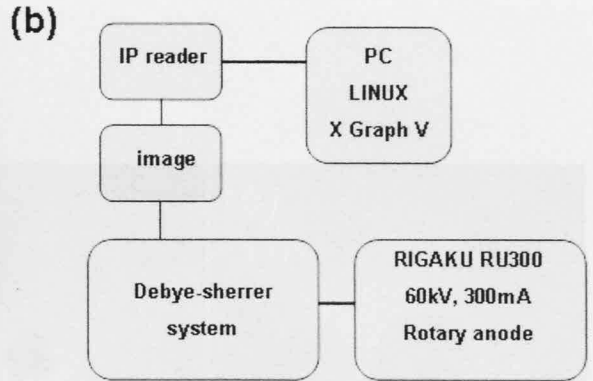 (b)
IP reader
PC
LINUX
X Graph V
image
Debye-sherrer
system
RIGAKU RU300
60kV, 300mA
Rotary anode